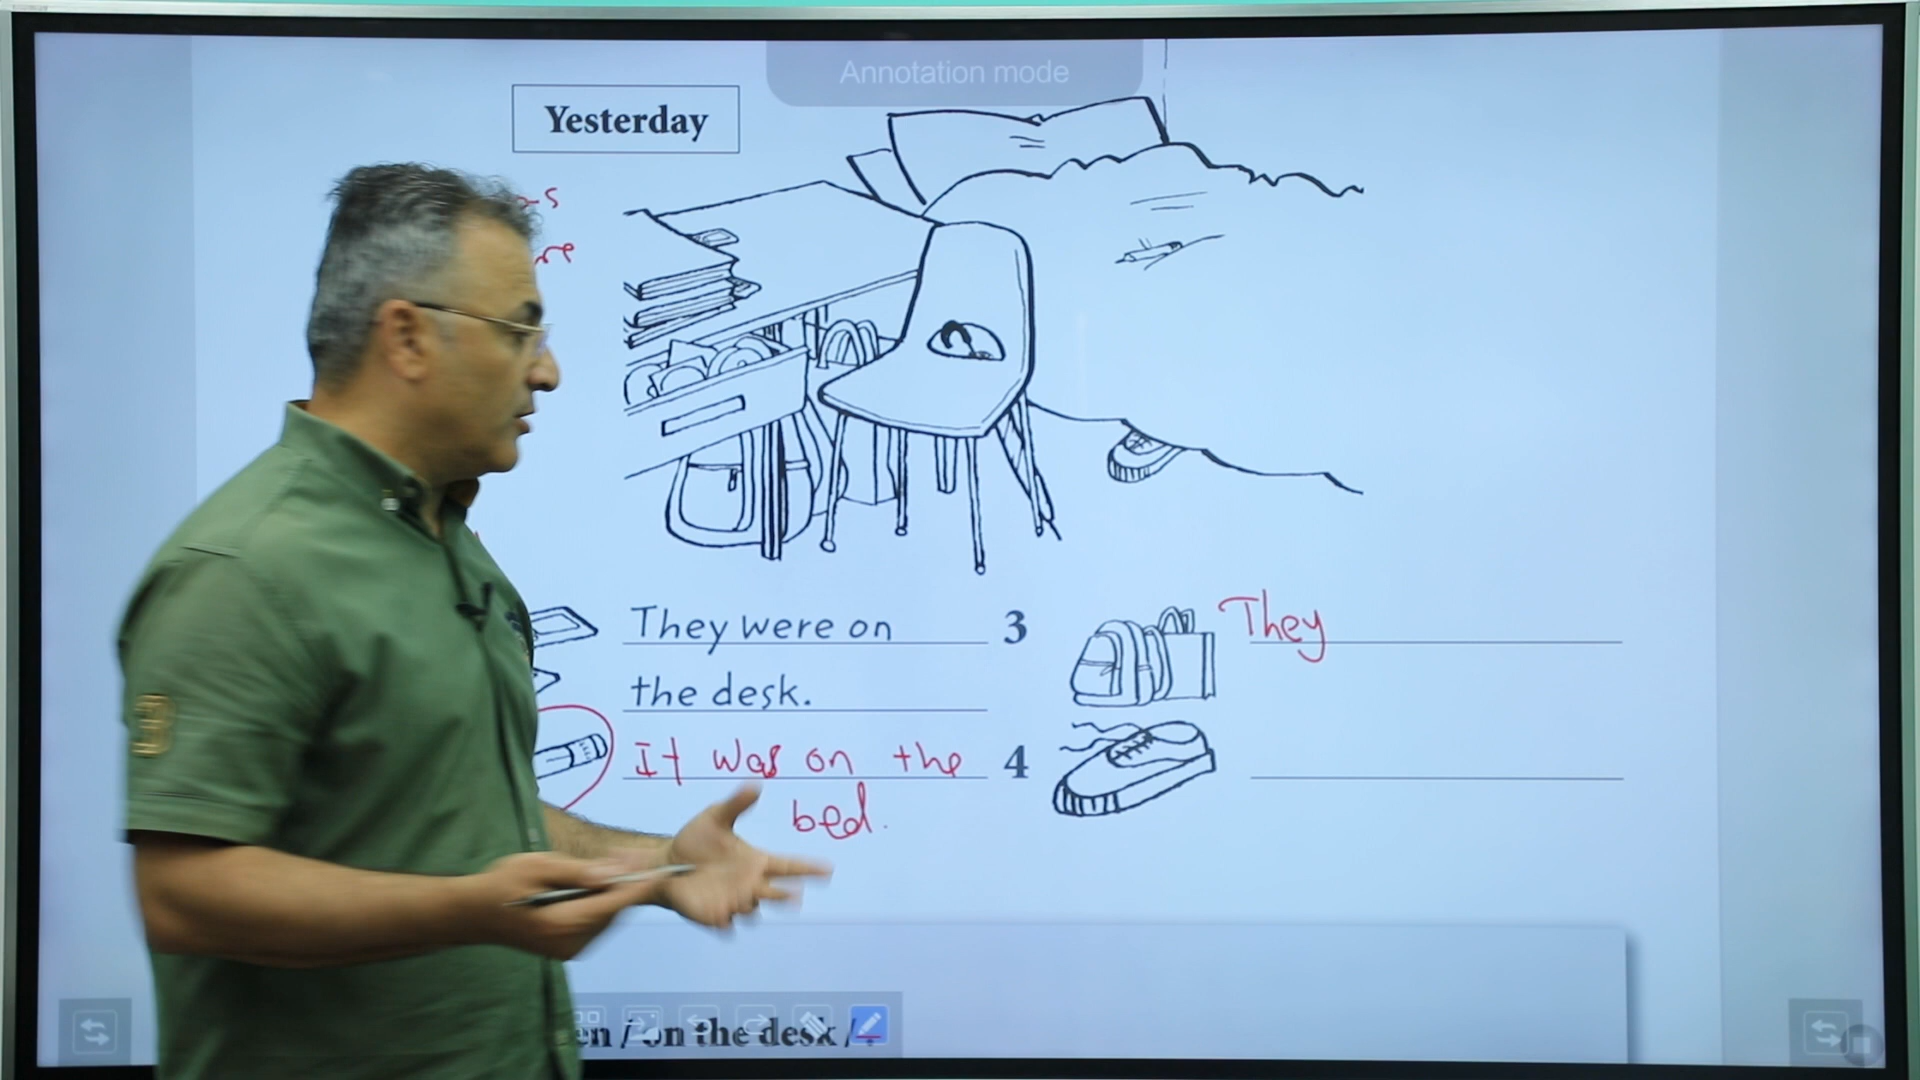 Annotation mode
Yesterday
They were on
the desk.
It was on the
bed.
3
They
4
on the desk /